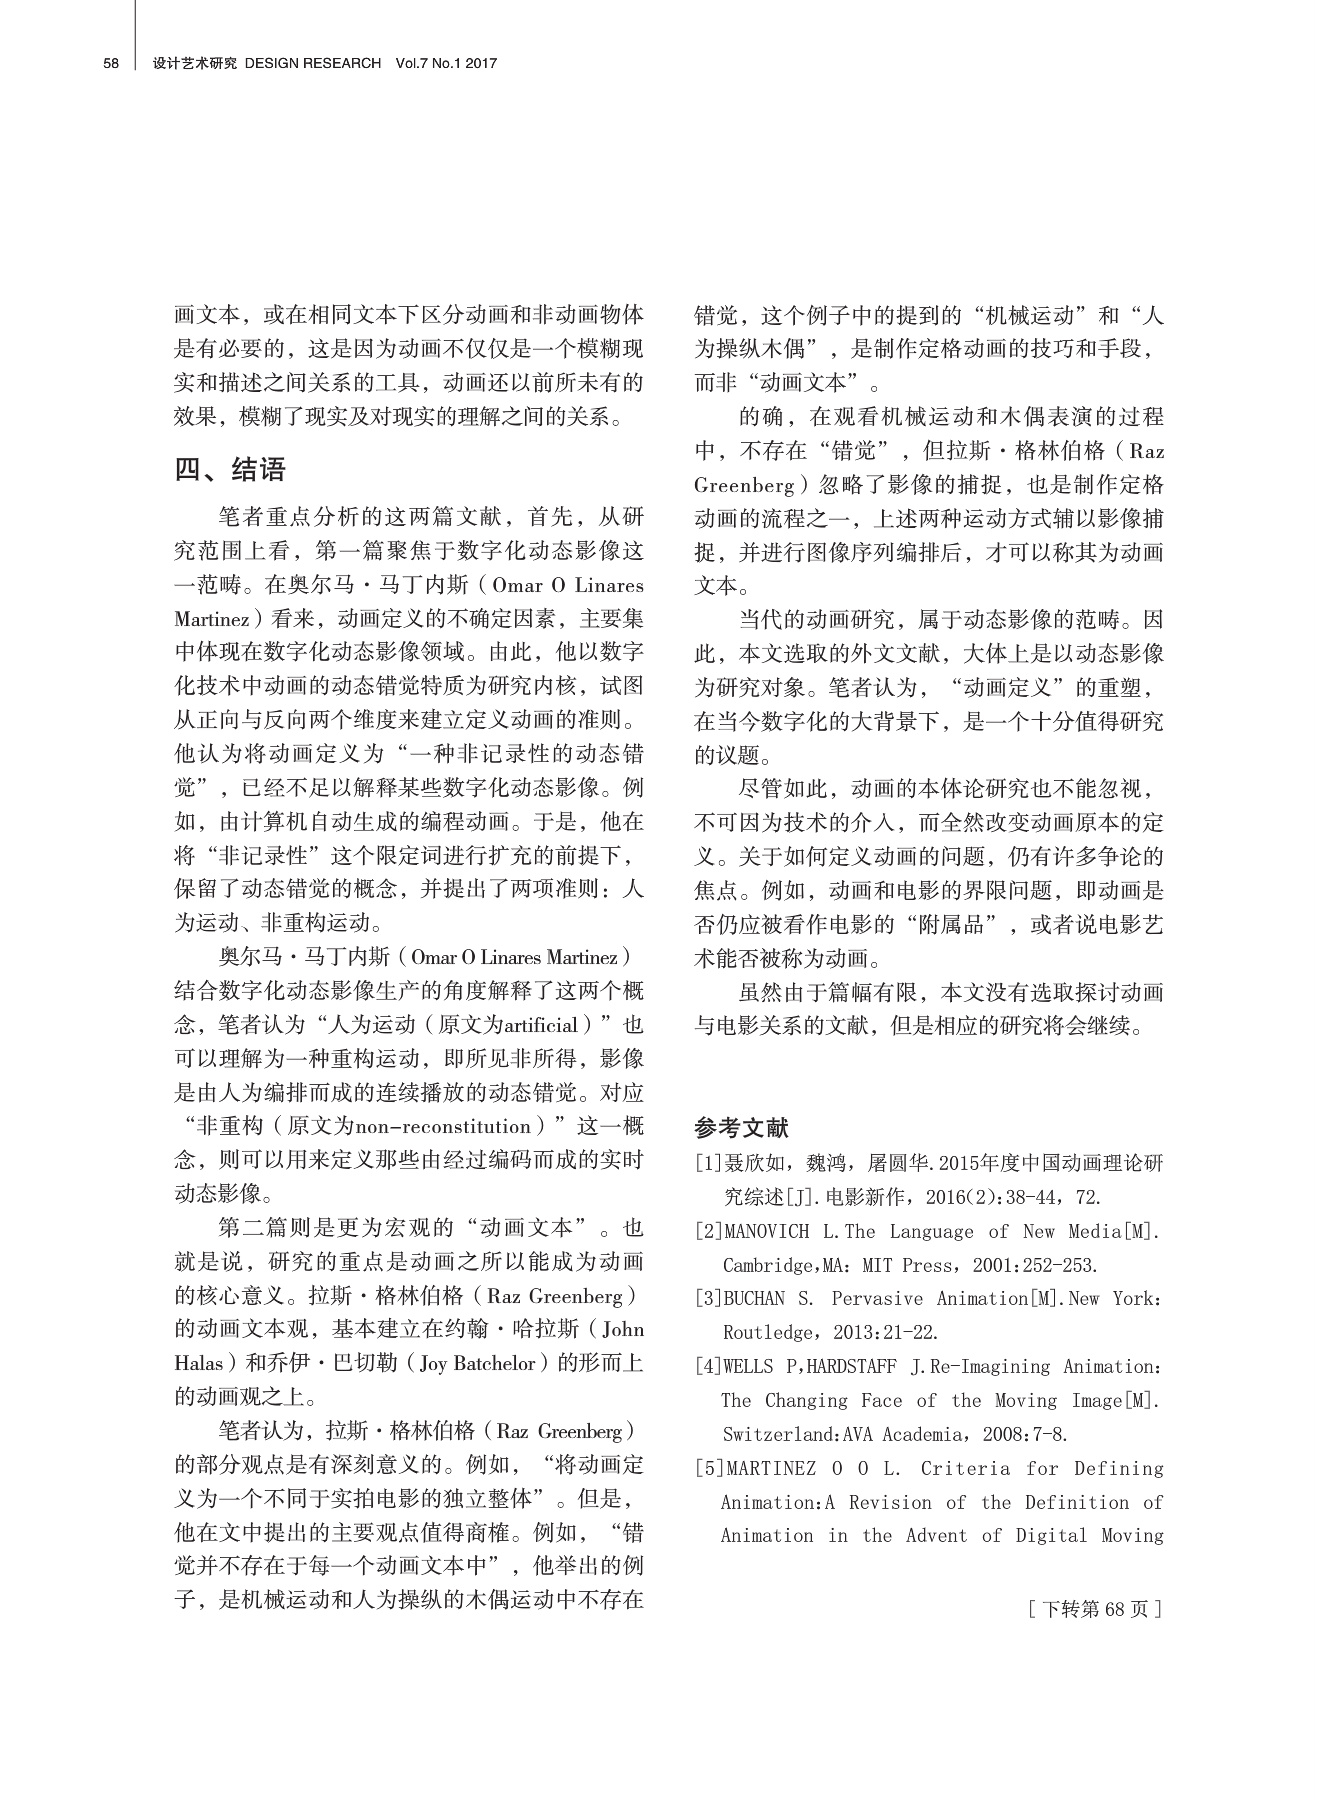 58 设计艺术研究 DESIGN RESEARCH Vol.7 No.1 2017
画文本，或在相同文本下区分动画和非动画物体
是有必要的，这是因为动画不仅仅是一个模糊现
实和描述之间关系的工具，动画还以前所未有的
效果，模糊了现实及对现实的理解之间的关系。
四、结语
笔者重点分析的这两篇文献，首先，从研
究范围上看，第一篇聚焦于数字化动态影像这
一范畴。在奥尔马·马丁内斯（Omar O Linares
Martinez）看来，动画定义的不确定因素，主要集
中体现在数字化动态影像领域。由此，他以数字
化技术中动画的动态错觉特质为研究内核，试图
从正向与反向两个维度来建立定义动画的准则。
他认为将动画定义为“一种非记录性的动态错
觉”，已经不足以解释某些数字化动态影像。例
如，由计算机自动生成的编程动画。于是，他在
将“非记录性”这个限定词进行扩充的前提下，
保留了动态错觉的概念，并提出了两项准则：人
为运动、非重构运动。
奥尔马·马丁内斯（Omar O Linares Martinez）
结合数字化动态影像生产的角度解释了这两个概
念，笔者认为“人为运动（原文为artificial）”也
可以理解为一种重构运动，即所见非所得，影像
是由人为编排而成的连续播放的动态错觉。对应
“非重构（原文为non-reconstitution）”这一概
念，则可以用来定义那些由经过编码而成的实时
动态影像。
第二篇则是更为宏观的“动画文本”。也
就是说，研究的重点是动画之所以能成为动画
的核心意义。拉斯·格林伯格（Raz Greenberg）
的动画文本观，基本建立在约翰·哈拉斯（John
Halas）和乔伊·巴切勒（Joy Batchelor）的形而上
的动画观之上。
笔者认为，拉斯·格林伯格（Raz Greenberg）
的部分观点是有深刻意义的。例如，“将动画定
义为一个不同于实拍电影的独立整体”。但是，
他在文中提出的主要观点值得商榷。例如，“错
觉并不存在于每一个动画文本中”，他举出的例
子，是机械运动和人为操纵的木偶运动中不存在
错觉，这个例子中的提到的“机械运动”和“人
为操纵木偶”，是制作定格动画的技巧和手段，
而非“动画文本”。
的确，在观看机械运动和木偶表演的过程
中，不存在“错觉”，但拉斯·格林伯格（Raz
Greenberg）忽略了影像的捕捉，也是制作定格
动画的流程之一，上述两种运动方式辅以影像捕
捉，并进行图像序列编排后，才可以称其为动画
文本。
当代的动画研究，属于动态影像的范畴。因
此，本文选取的外文文献，大体上是以动态影像
为研究对象。笔者认为，“动画定义”的重塑，
在当今数字化的大背景下，是一个十分值得研究
的议题。
尽管如此，动画的本体论研究也不能忽视，
不可因为技术的介入，而全然改变动画原本的定
义。关于如何定义动画的问题，仍有许多争论的
焦点。例如，动画和电影的界限问题，即动画是
否仍应被看作电影的“附属品”，或者说电影艺
术能否被称为动画。
虽然由于篇幅有限，本文没有选取探讨动画
与电影关系的文献，但是相应的研究将会继续。
参考文献
[1]聂欣如，魏鸿，屠圆华.2015年度中国动画理论研
究综述[J].电影新作，2016(2):38-44，72.
[2]MANOVICH L.The Language of New Media[M].
Cambridge,MA: MIT Press，2001:252-253.
[3]BUCHAN S. Pervasive Animation[M].New York:
Routledge，2013:21-22.
[4]WELLS P,HARDSTAFF J.Re-Imagining Animation:
The Changing Face of the Moving Image[M].
Switzerland:AVA Academia，2008:7-8.
[5]MARTINEZ O O L. Criteria for Defining
Animation:A Revision of the Definition of
Animation in the Advent of Digital Moving
[ 下转第 68 页 ]